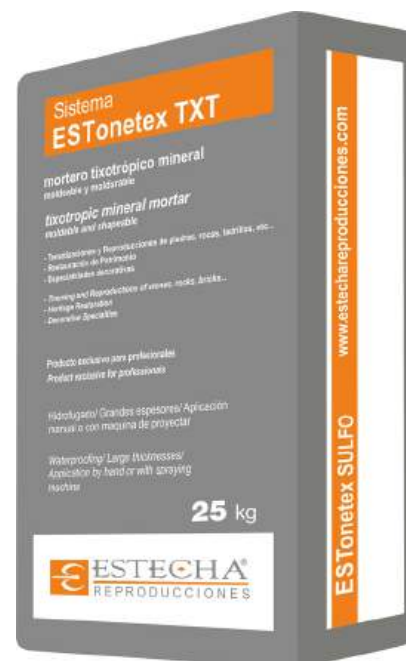 Sistema
ESTonetex TXT
mortero tixotrópico mineral
moldeable y moldurable
tixotropic mineral mortar
moldeble and shapeable
- Tematizaciones y Reproducciones de piedras, rocas, ladrillos, etc...
- Restauración de Patrimonio
- Especialidades decorativas
- Theming and Reproductions of stones, rocks, bricks...
- Heritage Restoration
- Decorative Specialties
Producto exclusivo para profesionales
Product exclusive for professionals
Hidrofugado/ Grandes espesores/ Aplicación
manual o con maquina de proyectar
Waterproofing/ Large thicknesses/
Application by hand or with spraying
machine
25 kg
ESTECHA®
REPRODUCCIONES
www.estechareproducciones.com
ESTonetex SULFO